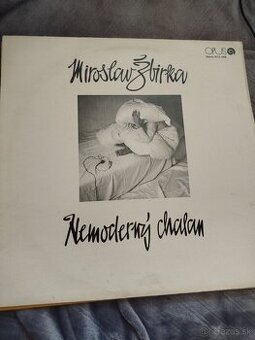 OPUS
Miroslav Žbirka
Nemoderný chalan